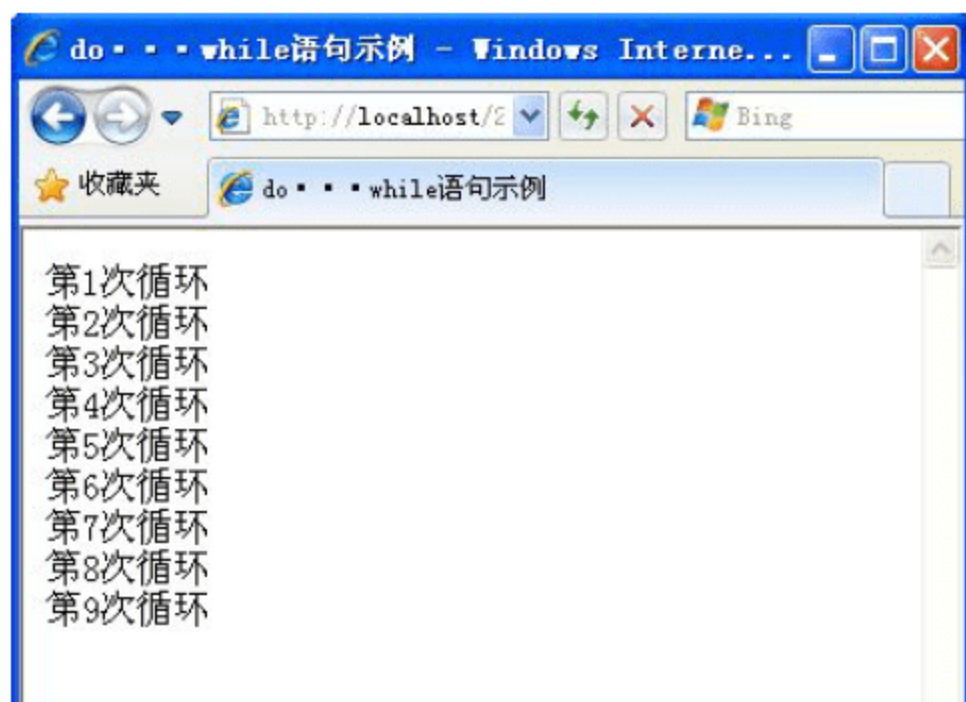 do···while语句示例 - Windows Interne...
http://localhost/2
Bing
收藏夹
do···while语句示例
第1次循环
第2次循环
第3次循环
第4次循环
第5次循环
第6次循环
第7次循环
第8次循环
第9次循环